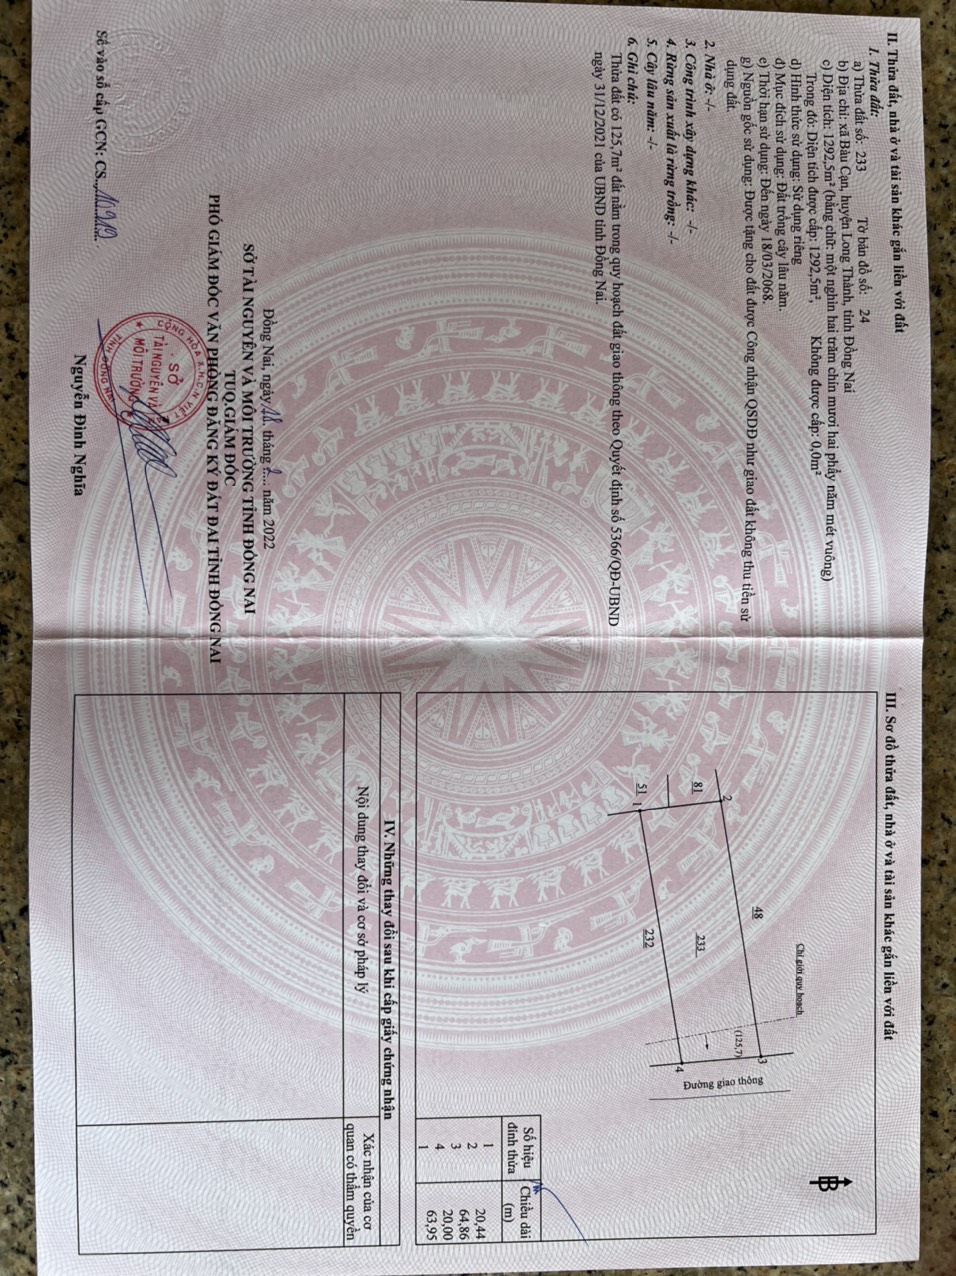 II. Thửa đất, nhà ở và tài sản khác gắn liền với đất
1. Thửa đất:
a) Thửa đất số: 233 Tờ bản đồ số: 24
b) Địa chỉ: xã Bàu Cạn, huyện Long Thành, tỉnh Đồng Nai
c) Diện tích: 1292,5m² (bằng chữ: một nghìn hai trăm chín mươi hai phẩy năm mét vuông)
Trong đó: Diện tích được cấp: 1292,5m², Không được cấp: 0,0m²
d) Hình thức sử dụng: Sử dụng riêng
đ) Mục đích sử dụng: Đất trồng cây lâu năm.
e) Thời hạn sử dụng: Đến ngày 18/03/2068.
g) Nguồn gốc sử dụng: Được tặng cho đất được Công nhận QSDĐ như giao đất không thu tiền sử
dụng đất.
2. Nhà ở: -/-
3. Công trình xây dựng khác: -/-
4. Rừng sản xuất là rừng trồng: -/-
5. Cây lâu năm: -/-
6. Ghi chú:
Thửa đất có 125,7m² đất nằm trong quy hoạch đất giao thông theo Quyết định số 5366/QĐ-UBND
ngày 31/12/2021 của UBND tỉnh Đồng Nai.
Đồng Nai, ngày tháng 2 năm 2022
SỞ TÀI NGUYÊN VÀ MÔI TRƯỜNG TỈNH ĐỒNG NAI
TUQ.GIÁM ĐỐC
PHÓ GIÁM ĐỐC VĂN PHÒNG ĐĂNG KÝ ĐẤT ĐAI TỈNH ĐỒNG NAI
CỘNG HÒA X.H.C.N VIỆT
SỞ
TÀI NGUYÊN VÀ
MÔI TRƯỜNG
TỈNH ĐỒNG NAI
Nguyễn Đình Nghĩa
Số vào sổ cấp GCN: CS 10219
III. Sơ đồ thửa đất, nhà ở và tài sản khác gắn liền với đất
B
Chỉ giới quy hoạch
48
2
3
81
233
(125,7)
Đường giao thông
51
1
232
4
Số hiệu đỉnh thửa
Chiều dài (m)
1
20,44
2
64,86
3
20,00
4
63,95
1
IV. Những thay đổi sau khi cấp giấy chứng nhận
Nội dung thay đổi và cơ sở pháp lý
Xác nhận của cơ
quan có thẩm quyền